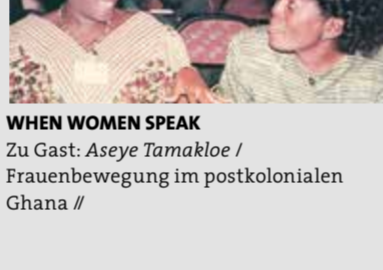 WHEN WOMEN SPEAK
Zu Gast: Aseye Tamakloe /
Frauenbewegung im postkolonialen
Ghana //